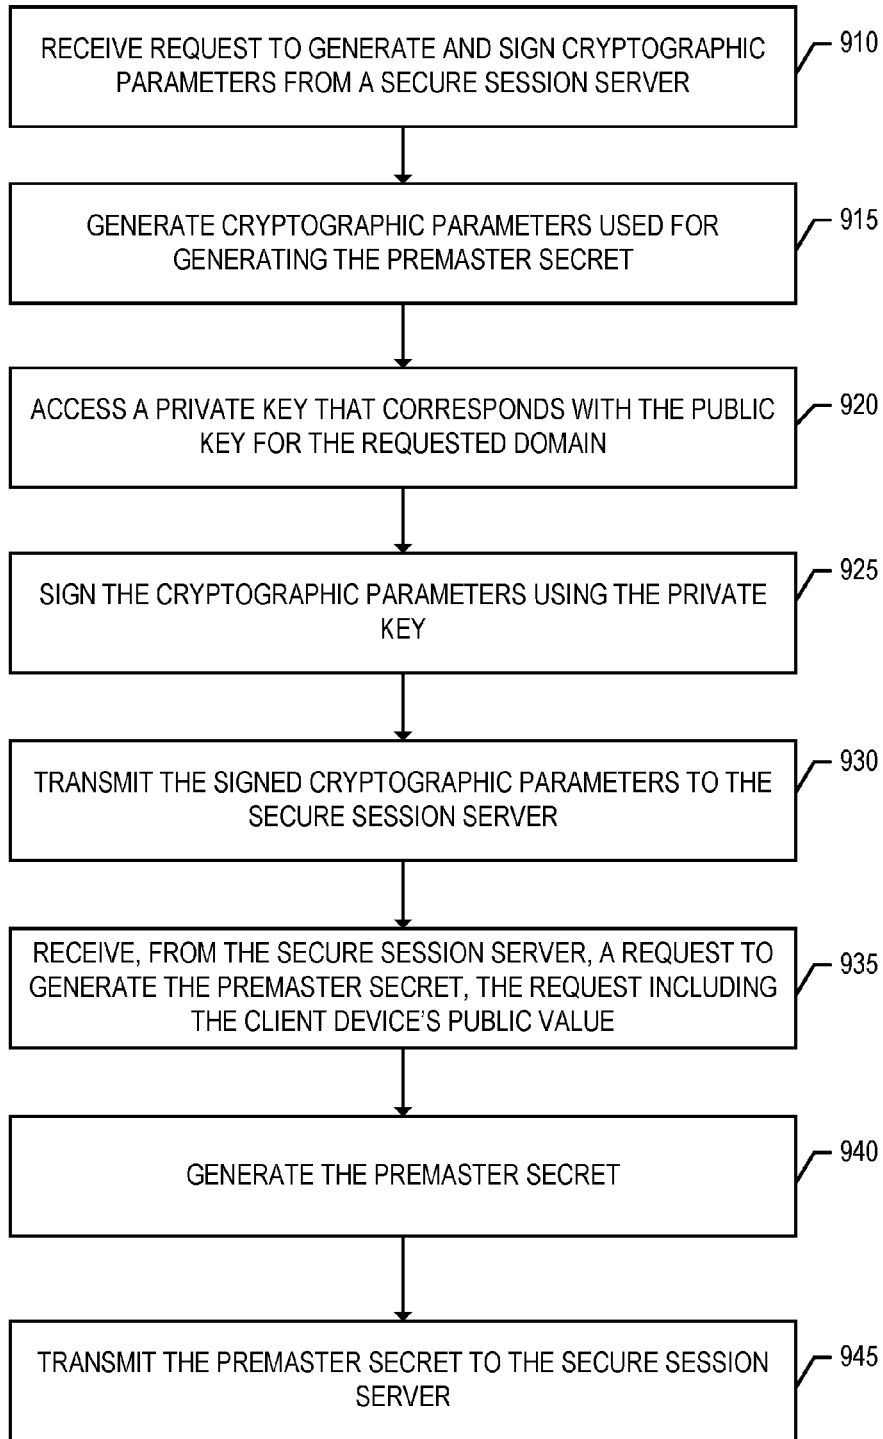 RECEIVE REQUEST TO GENERATE AND SIGN CRYPTOGRAPHIC
PARAMETERS FROM A SECURE SESSION SERVER
910
GENERATE CRYPTOGRAPHIC PARAMETERS USED FOR
GENERATING THE PREMASTER SECRET
915
ACCESS A PRIVATE KEY THAT CORRESPONDS WITH THE PUBLIC
KEY FOR THE REQUESTED DOMAIN
920
SIGN THE CRYPTOGRAPHIC PARAMETERS USING THE PRIVATE
KEY
925
TRANSMIT THE SIGNED CRYPTOGRAPHIC PARAMETERS TO THE
SECURE SESSION SERVER
930
RECEIVE, FROM THE SECURE SESSION SERVER, A REQUEST TO
GENERATE THE PREMASTER SECRET, THE REQUEST INCLUDING
THE CLIENT DEVICE'S PUBLIC VALUE
935
GENERATE THE PREMASTER SECRET
940
TRANSMIT THE PREMASTER SECRET TO THE SECURE SESSION
SERVER
945